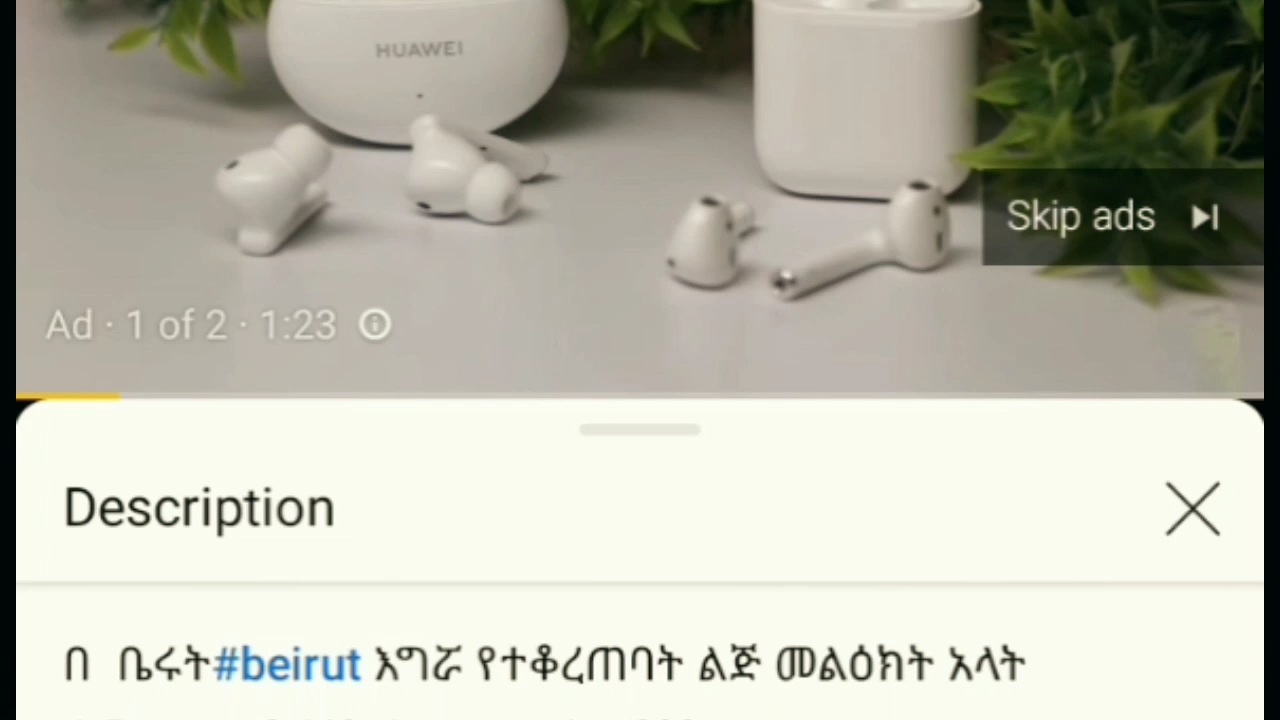 HUAWEI
Skip ads
Ad · 1 of 2 · 1:23
Description
በ ቤሩት#beirut እግሯ የተቆረጠባት ልጅ መልዕክት አላት